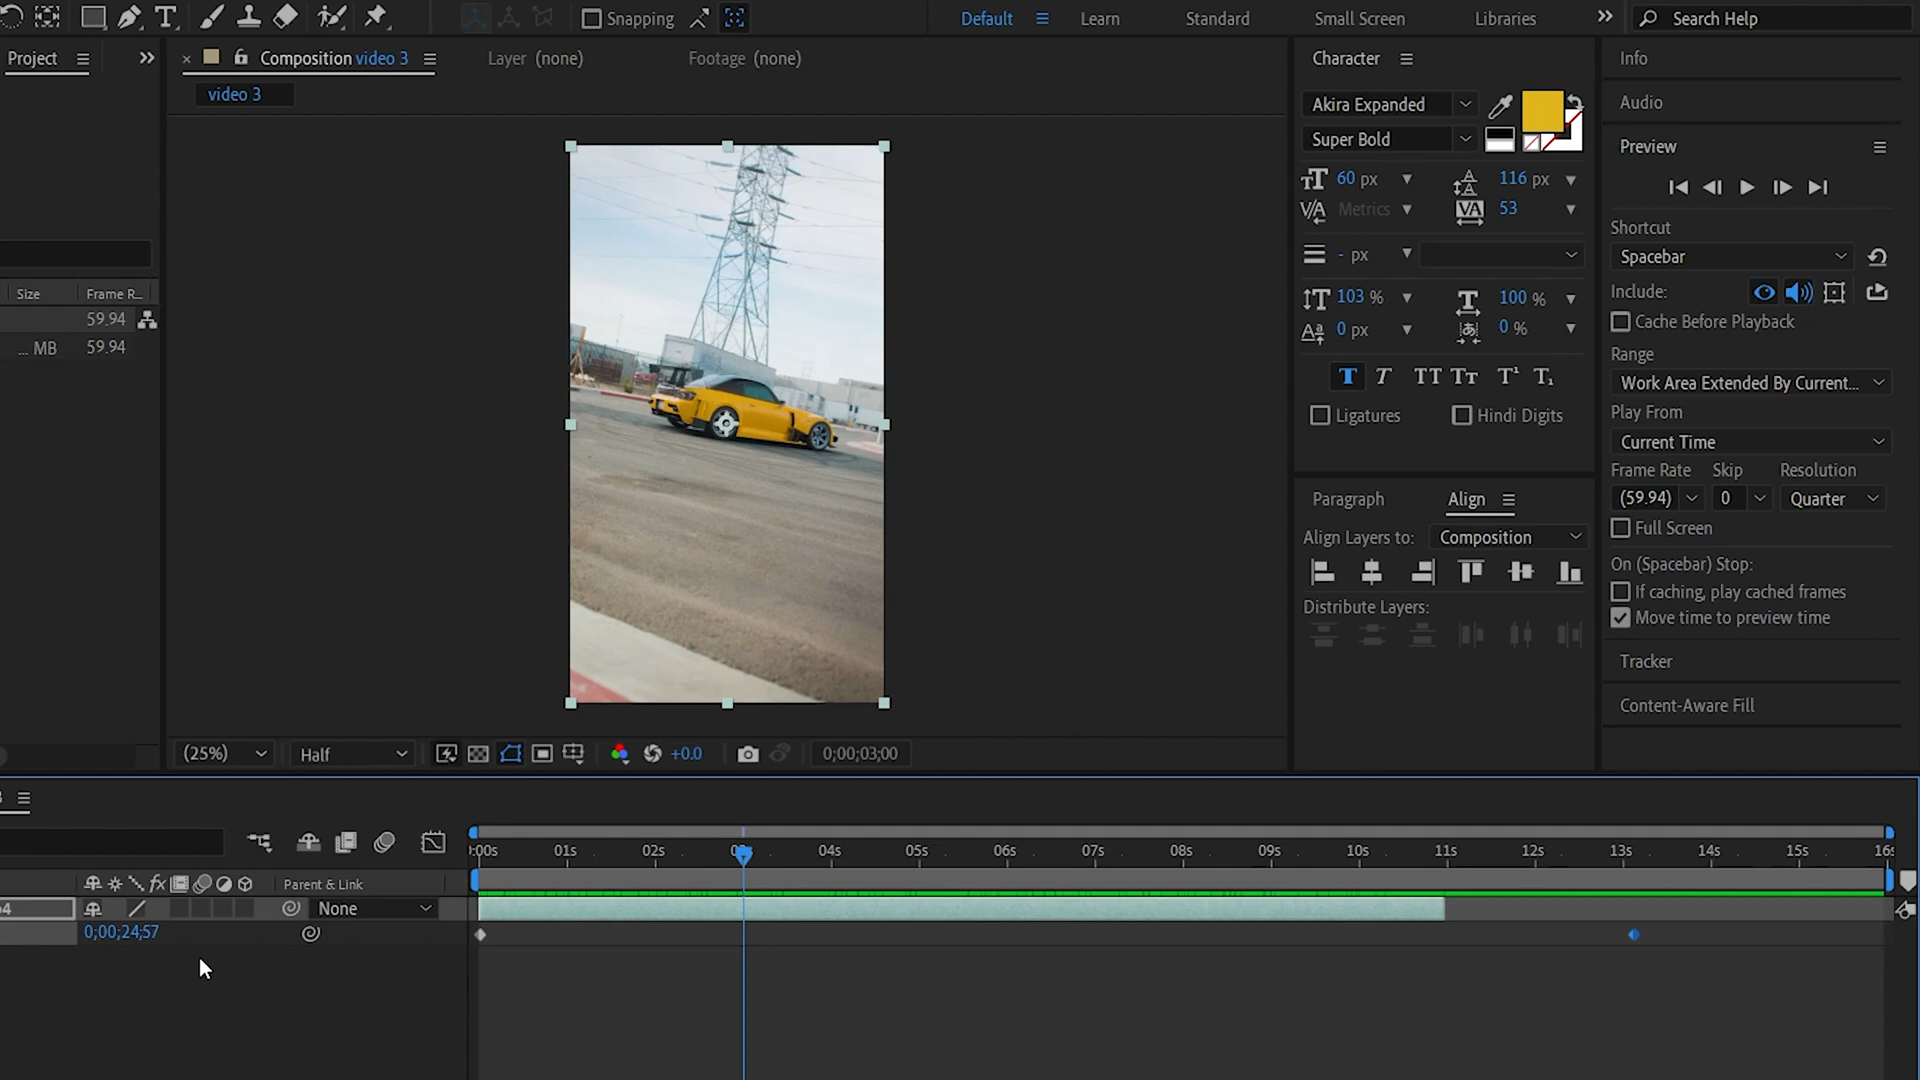 Snapping
Default
Learn
Standard
Small Screen
Libraries
Search Help
Project
Composition video 3
Layer (none)
Footage (none)
video 3
Size
Frame R...
59.94
... MB
59.94
(25%)
Half
+0.0
0;00;03;00
Character
Akira Expanded
Super Bold
60 px
116 px
Metrics
53
- px
103 %
100 %
0 px
0 %
Ligatures
Hindi Digits
Paragraph
Align
Align Layers to:
Composition
Distribute Layers:
Info
Audio
Preview
Shortcut
Spacebar
Include:
Cache Before Playback
Range
Work Area Extended By Current...
Play From
Current Time
Frame Rate
Skip
Resolution
(59.94)
0
Quarter
Full Screen
On (Spacebar) Stop:
If caching, play cached frames
Move time to preview time
Tracker
Content-Aware Fill
:00s
01s
02s
04s
05s
06s
07s
08s
09s
10s
11s
12s
13s
14s
15s
Parent & Link
None
0;00;24;57